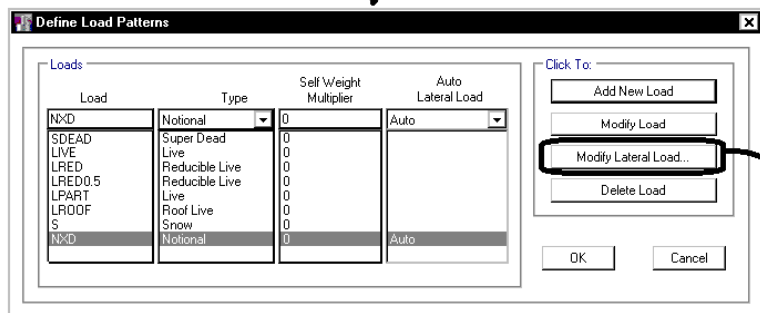 Define Load Patterns
Loads
Click To:
Load Type Self Weight Multiplier Auto Lateral Load
NXD Notional 0 Auto
SDEAD Super Dead 0
LIVE Live 0
LRED Reducible Live 0
LRED0.5 Reducible Live 0
LPART Live 0
LROOF Roof Live 0
S Snow 0
NXD Notional 0 Auto
Add New Load
Modify Load
Modify Lateral Load...
Delete Load
OK Cancel